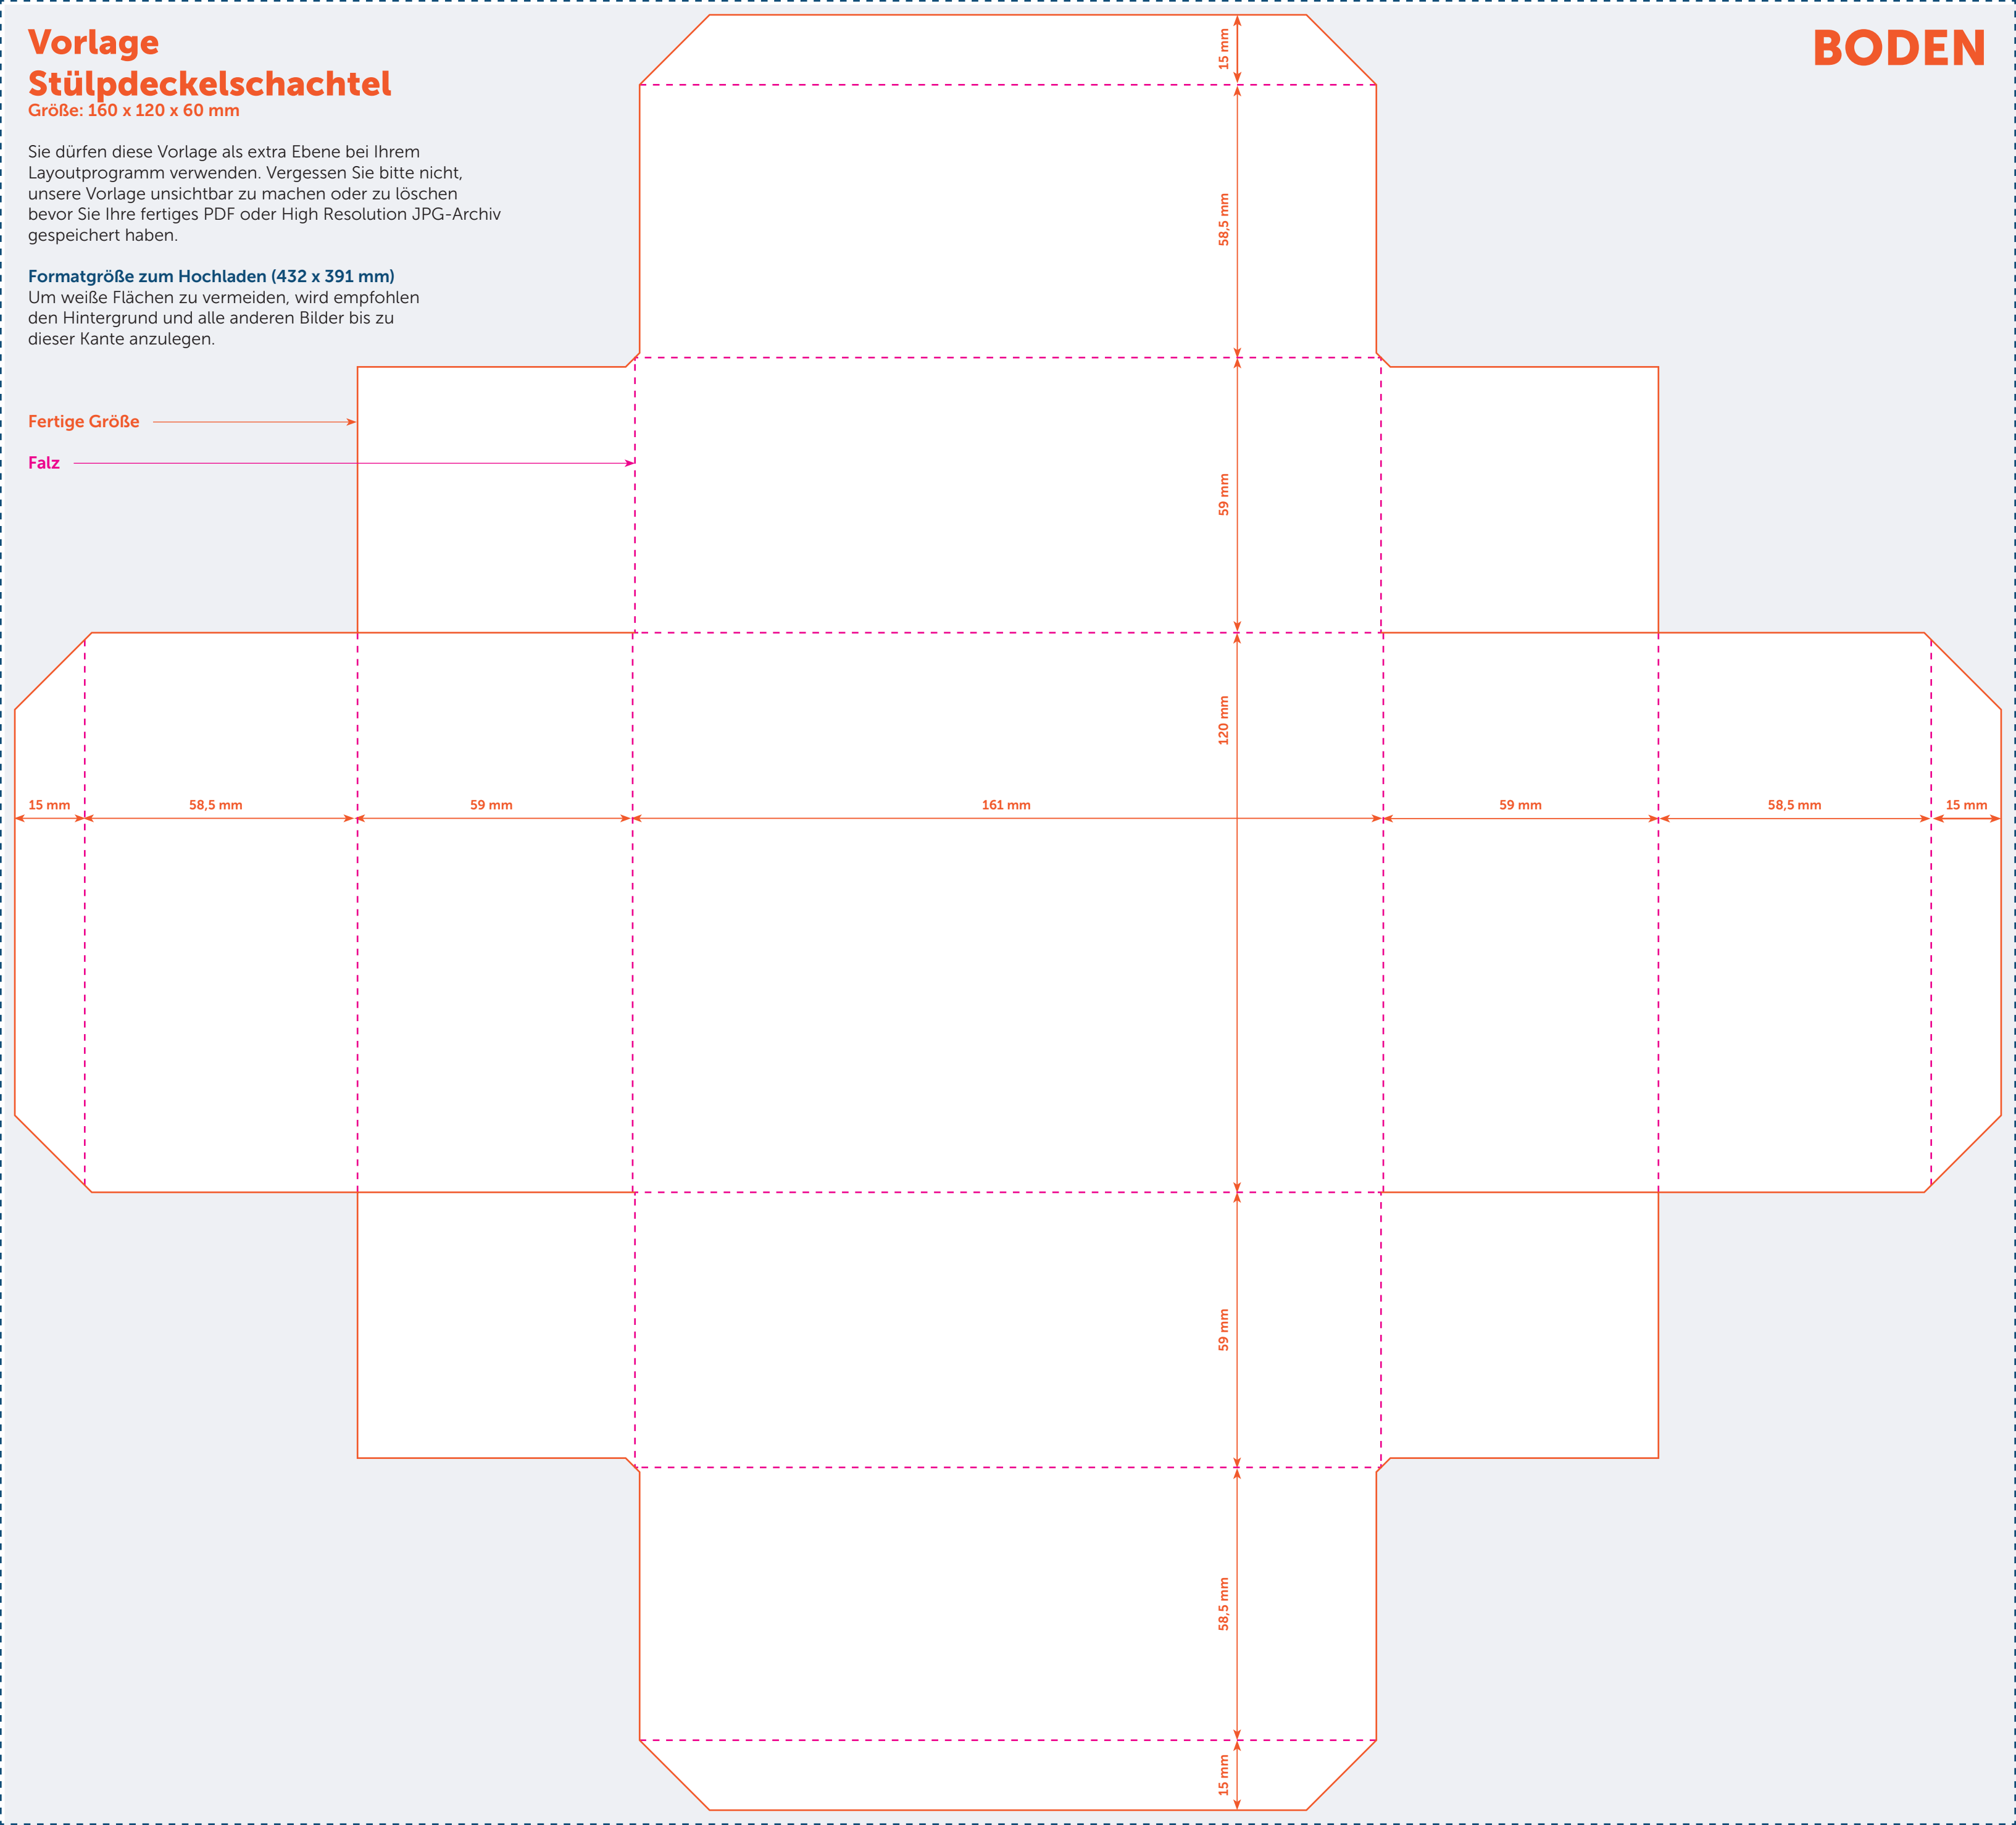 Vorlage
Stülpdeckelschachtel
Größe: 160 x 120 x 60 mm
BODEN
Sie dürfen diese Vorlage als extra Ebene bei Ihrem
Layoutprogramm verwenden. Vergessen Sie bitte nicht,
unsere Vorlage unsichtbar zu machen oder zu löschen
bevor Sie Ihre fertiges PDF oder High Resolution JPG-Archiv
gespeichert haben.
Formatgröße zum Hochladen (432 x 391 mm)
Um weiße Flächen zu vermeiden, wird empfohlen
den Hintergrund und alle anderen Bilder bis zu
dieser Kante anzulegen.
Fertige Größe
Falz
15 mm
58,5 mm
59 mm
120 mm
15 mm
58,5 mm
59 mm
161 mm
59 mm
58,5 mm
15 mm
59 mm
58,5 mm
15 mm